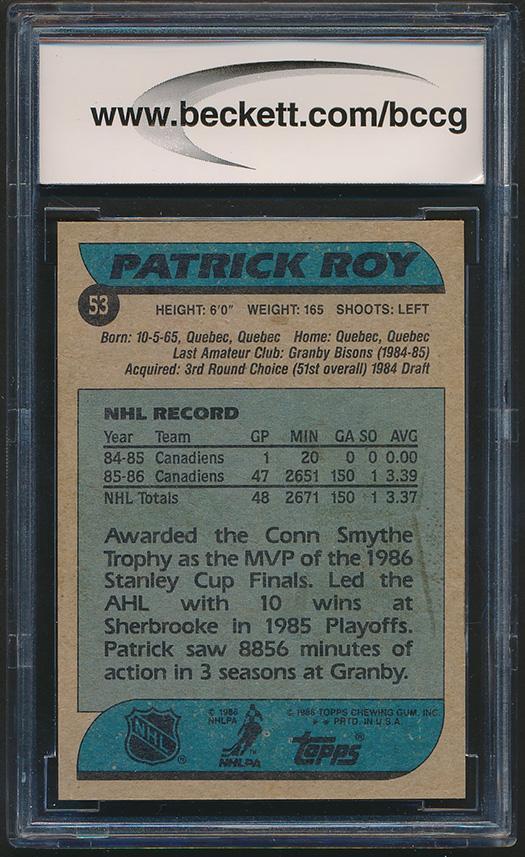 www.beckett.com/bccg
PATRICK ROY
53
HEIGHT: 6'0" WEIGHT: 165 SHOOTS: LEFT
Born: 10-5-65, Quebec, Quebec Home: Quebec, Quebec
Last Amateur Club: Granby Bisons (1984-85)
Acquired: 3rd Round Choice (51st overall) 1984 Draft
NHL RECORD
Year Team GP MIN GA SO AVG
84-85 Canadiens 1 20 0 0 0.00
85-86 Canadiens 47 2651 150 1 3.39
NHL Totals 48 2671 150 1 3.37
Awarded the Conn Smythe
Trophy as the MVP of the 1986
Stanley Cup Finals. Led the
AHL with 10 wins at
Sherbrooke in 1985 Playoffs.
Patrick saw 8856 minutes of
action in 3 seasons at Granby.
NHL ®
© 1986
NHLPA
NHLPA ™
© 1986 TOPPS CHEWING GUM, INC.
* * PRTD. IN U.S.A.
topps ®